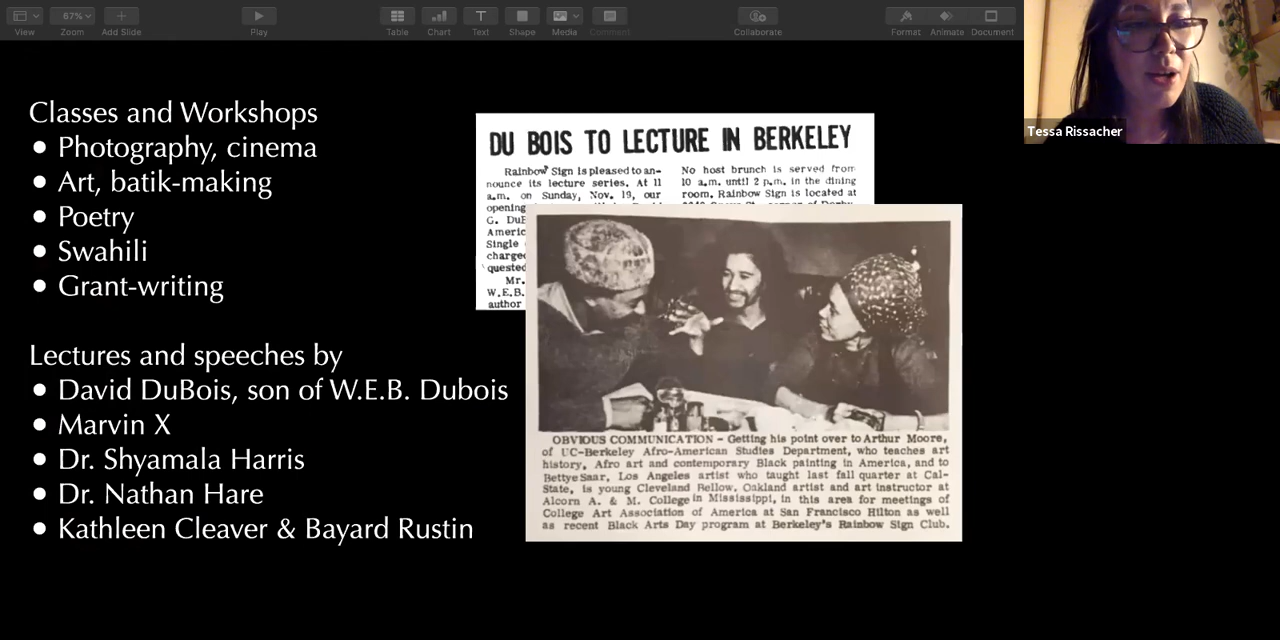 View
67%
Zoom
Add Slide
Play
Table
Chart
Text
Shape
Media
Comment
Collaborate
Format
Animate
Document
Tessa Rissacher
Classes and Workshops
• Photography, cinema
• Art, batik-making
• Poetry
• Swahili
• Grant-writing
Lectures and speeches by
• David DuBois, son of W.E.B. Dubois
• Marvin X
• Dr. Shyamala Harris
• Dr. Nathan Hare
• Kathleen Cleaver & Bayard Rustin
DU BOIS TO LECTURE IN BERKELEY
Rainbow Sign is pleased to an-
nounce its lecture series. At 11
a.m. on Sunday, Nov. 19, our
opening
G. DuB
Americ
Single
charge
quested
Mr.
W.E.B.
author
No host brunch is served from
10 a.m. until 2 p.m. in the dining
room. Rainbow Sign is located at
OBVIOUS COMMUNICATION - Getting his point over to Arthur Moore,
of UC-Berkeley Afro-American Studies Department, who teaches art
history, Afro art and contemporary Black painting in America, and to
Bettye Saar, Los Angeles artist who taught last fall quarter at Cal-
State, is young Cleveland Bellow, Oakland artist and art instructor at
Alcorn A. & M. College in Mississippi, in this area for meetings of
College Art Association of America at San Francisco Hilton as well
as recent Black Arts Day program at Berkeley's Rainbow Sign Club.